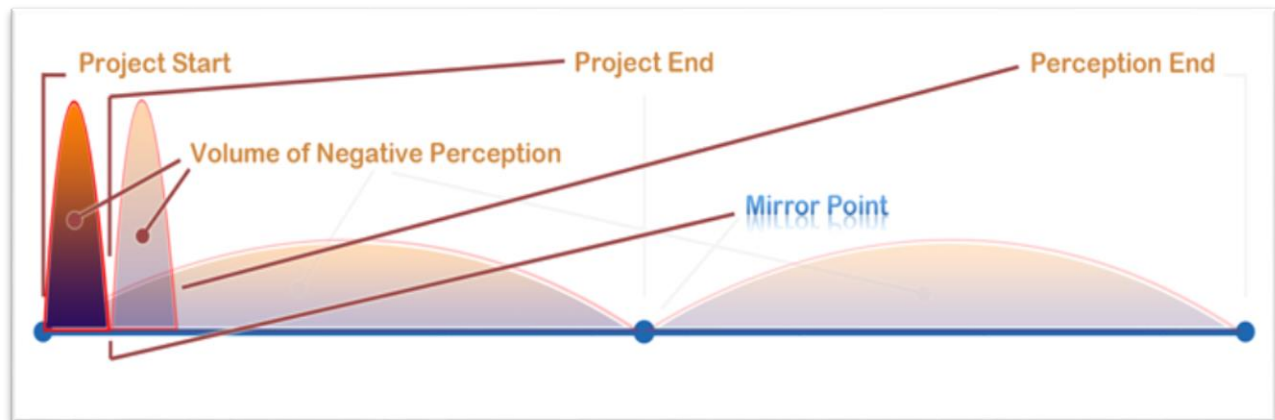 Project Start
Project End
Perception End
Volume of Negative Perception
Mirror Point